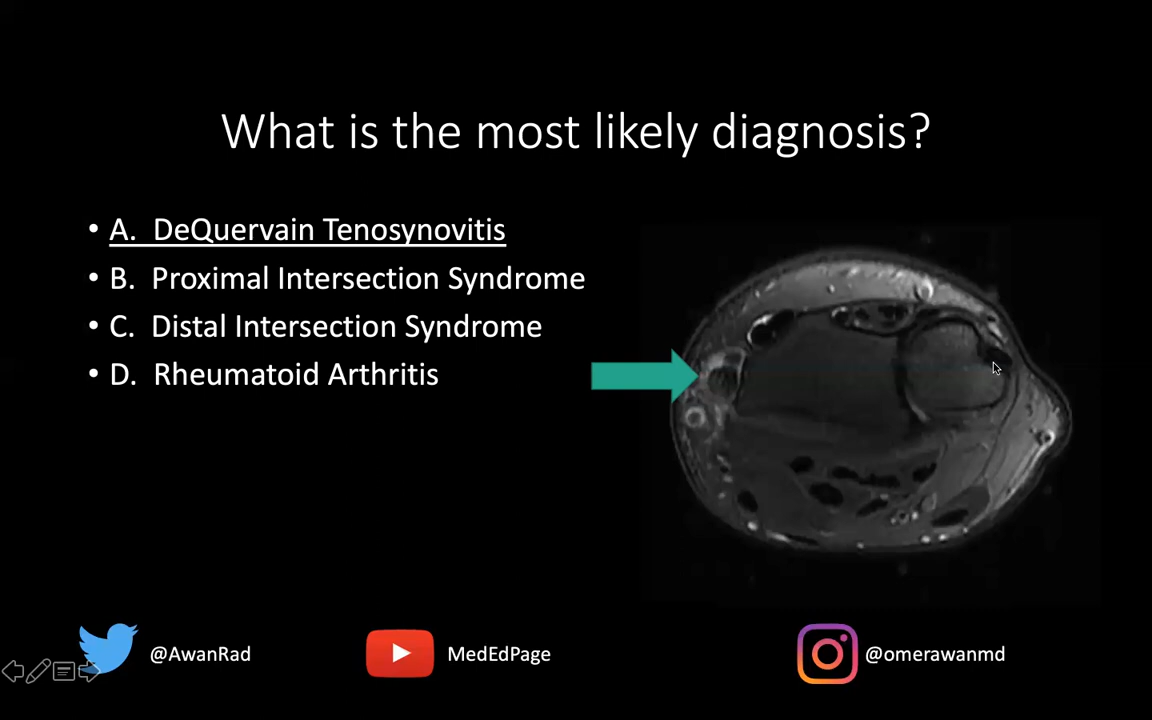 What is the most likely diagnosis?
• A. DeQuervain Tenosynovitis
• B. Proximal Intersection Syndrome
• C. Distal Intersection Syndrome
• D. Rheumatoid Arthritis
@AwanRad
MedEdPage
@omerawanmd